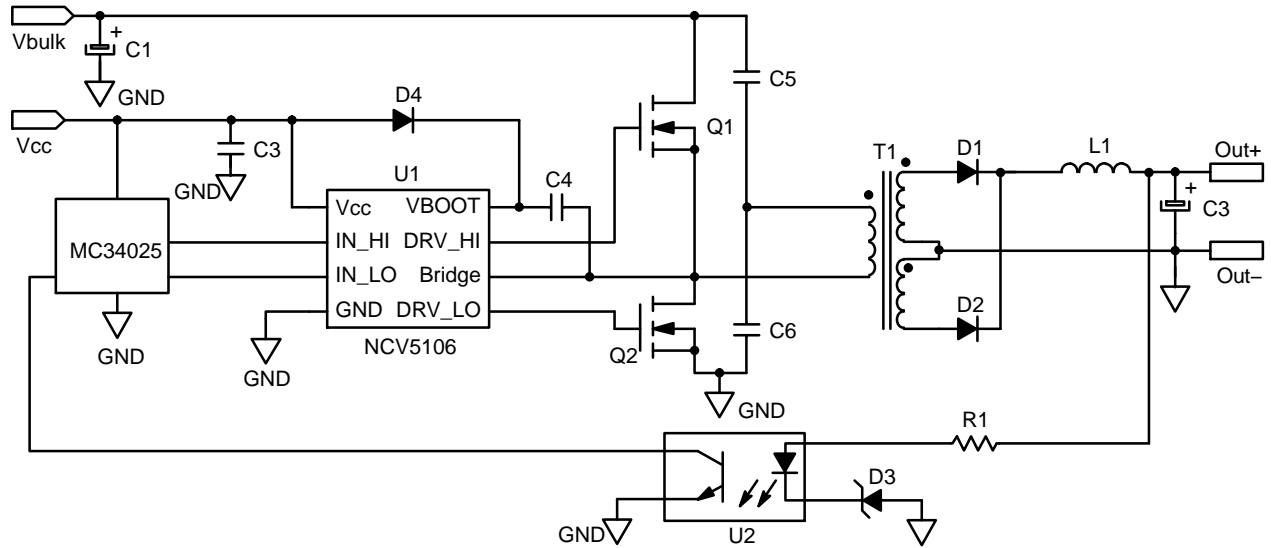 Vbulk
+
C1
GND
Vcc
C3
GND
D4
U1
C4
Q1
C5
T1
D1
L1
Out+
+
C3
Out−
MC34025
Vcc
VBOOT
IN_HI
DRV_HI
IN_LO
Bridge
GND
DRV_LO
NCV5106
GND
GND
Q2
C6
D2
GND
R1
D3
GND
U2